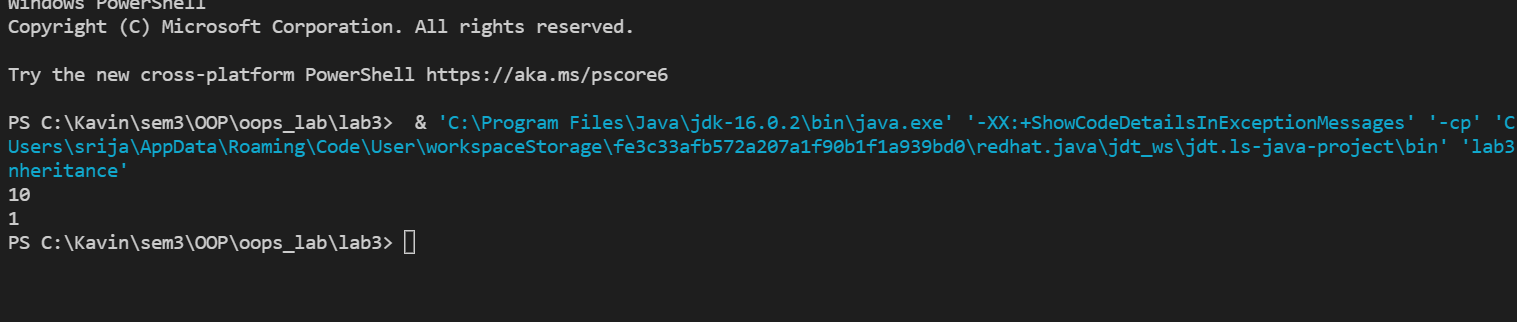 Windows PowerShell
Copyright (C) Microsoft Corporation. All rights reserved.
Try the new cross-platform PowerShell https://aka.ms/pscore6
PS C:\Kavin\sem3\OOP\oops_lab\lab3>  & 'C:\Program Files\Java\jdk-16.0.2\bin\java.exe' '-XX:+ShowCodeDetailsInExceptionMessages' '-cp' 'C
Users\srija\AppData\Roaming\Code\User\workspaceStorage\fe3c33afb572a207a1f90b1f1a939bd0\redhat.java\jdt_ws\jdt.ls-java-project\bin' 'lab3
nheritance'
10
1
PS C:\Kavin\sem3\OOP\oops_lab\lab3>